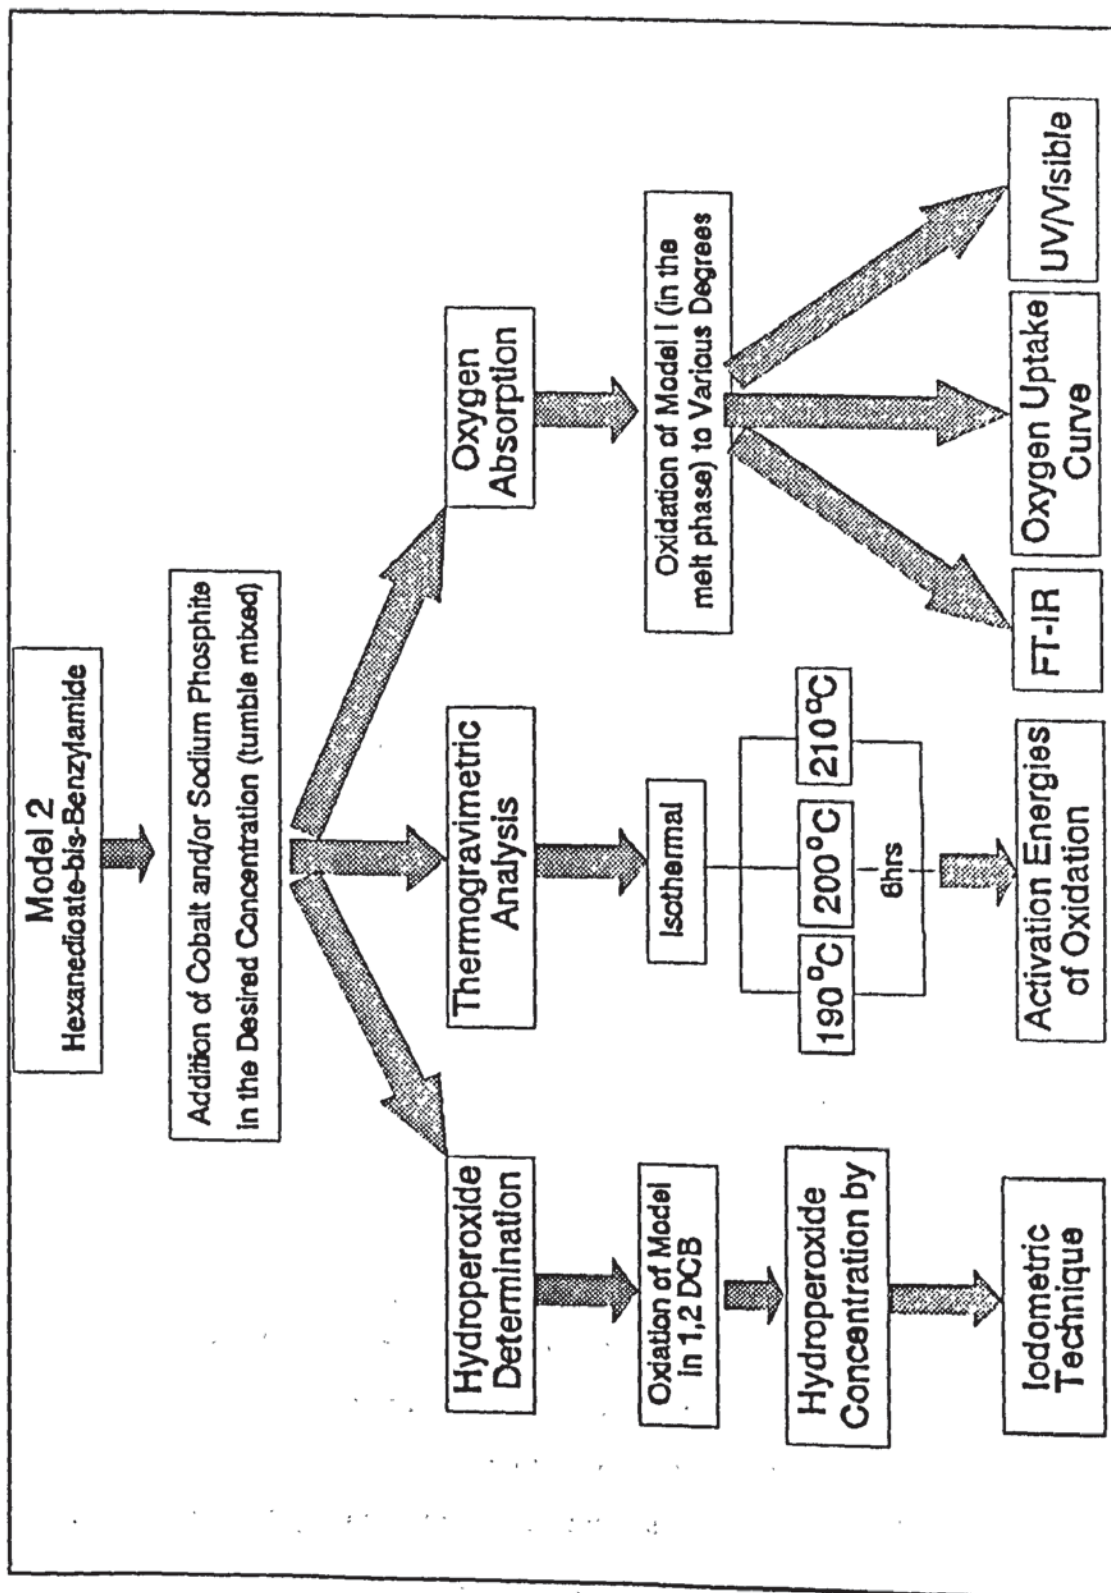 Model 2
Hexanedioate-bis-Benzylamide
Addition of Cobalt and/or Sodium Phosphite
in the Desired Concentration (tumble mixed)
Hydroperoxide
Determination
Thermogravimetric
Analysis
Oxygen
Absorption
Oxiation of Model
in 1,2 DCB
Isothermal
Oxidation of Model I (in the
melt phase) to Various Degrees
Hydroperoxide
Concentration by
190°C
200°C
210°C
6hrs
Iodometric
Technique
Activation Energies
of Oxidation
FT-IR
Oxygen Uptake
Curve
UV/Visible